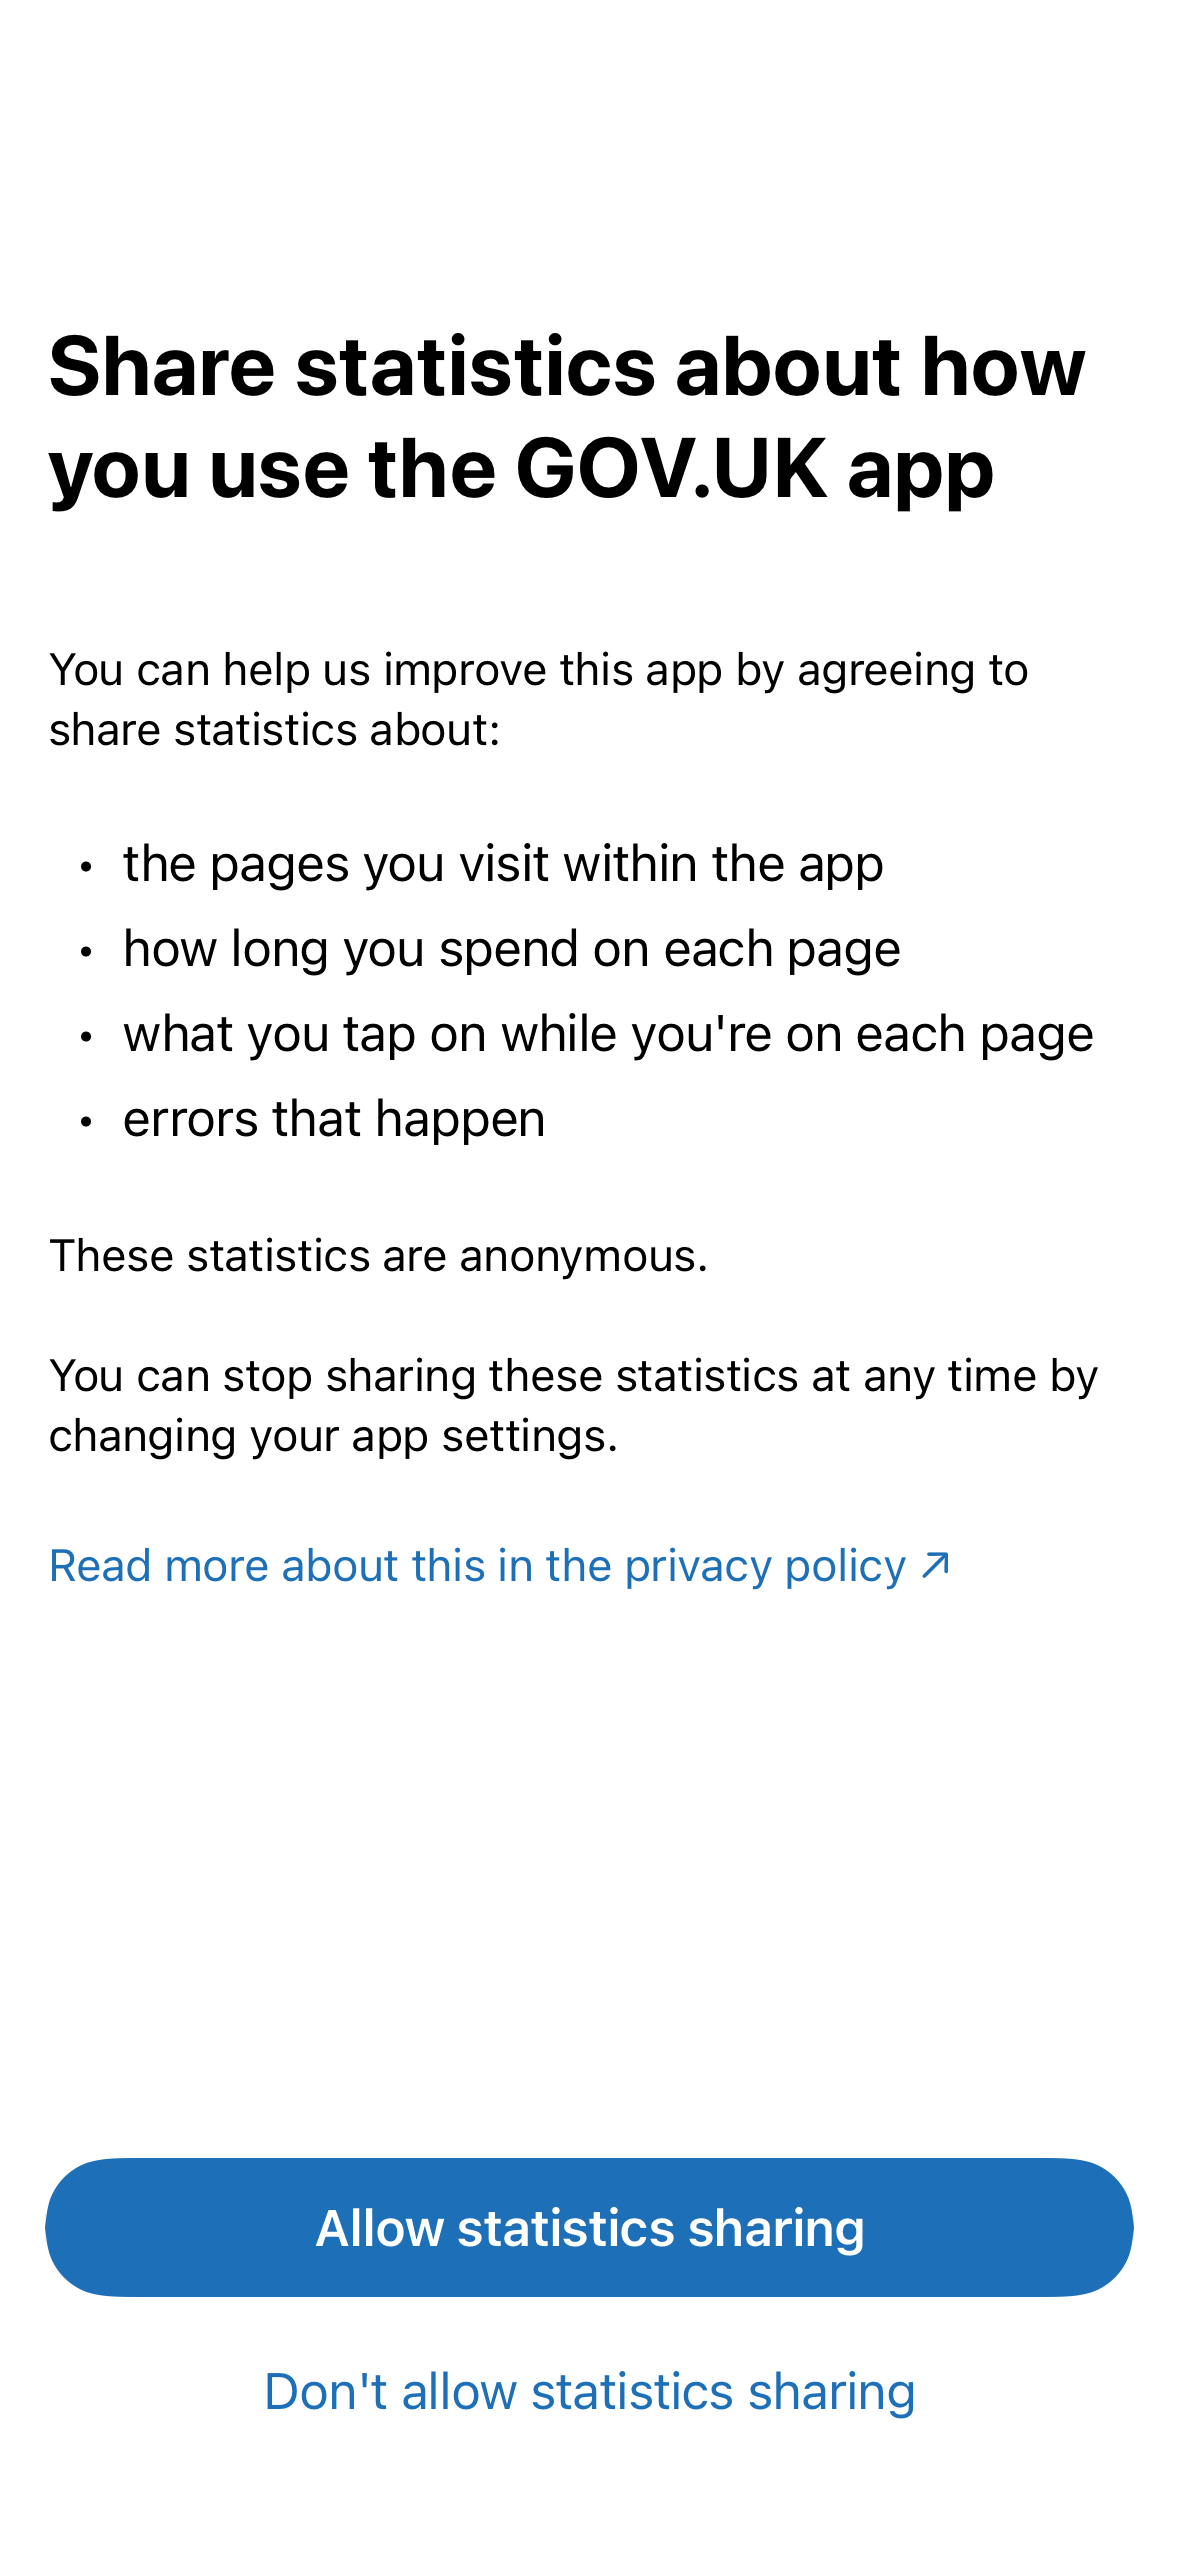 Share statistics about how
you use the GOV.UK app
You can help us improve this app by agreeing to
share statistics about:
• the pages you visit within the app
• how long you spend on each page
• what you tap on while you're on each page
• errors that happen
These statistics are anonymous.
You can stop sharing these statistics at any time by
changing your app settings.
Read more about this in the privacy policy ↗
Allow statistics sharing
Don't allow statistics sharing